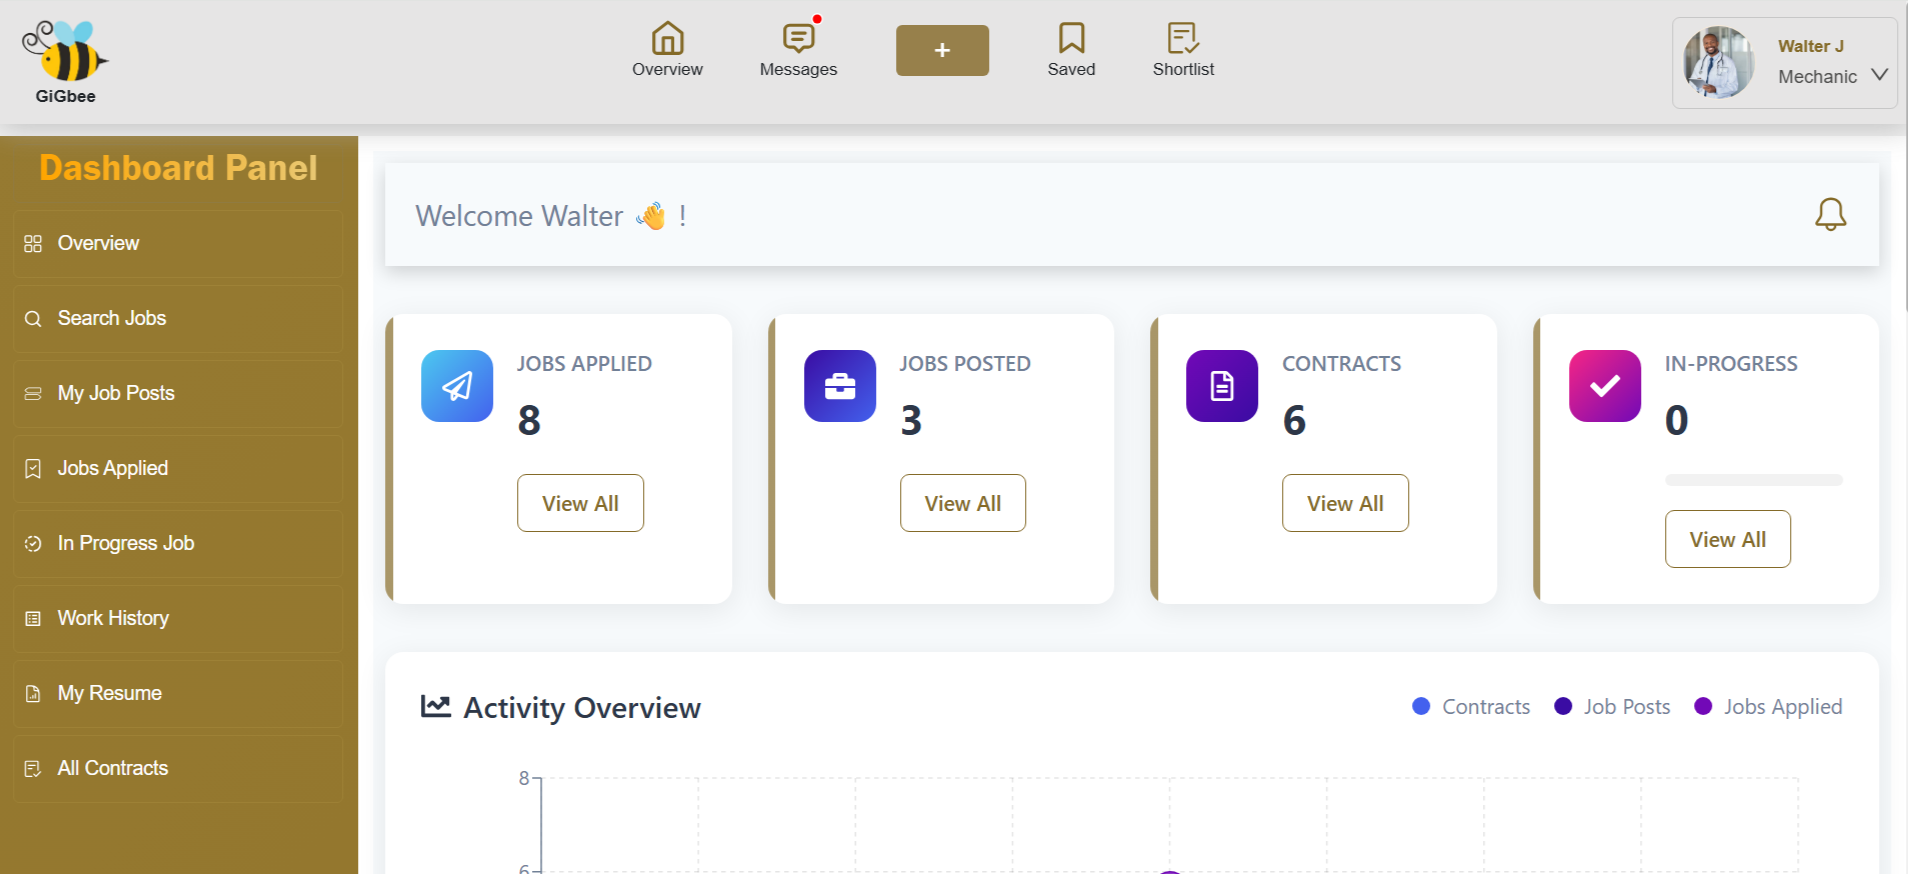 GiGbee
Overview
Messages
+
Saved
Shortlist
Walter J
Mechanic
Dashboard Panel
Overview
Search Jobs
My Job Posts
Jobs Applied
In Progress Job
Work History
My Resume
All Contracts
Welcome Walter 👋 !
JOBS APPLIED
8
View All
JOBS POSTED
3
View All
CONTRACTS
6
View All
IN-PROGRESS
0
View All
Activity Overview
Contracts
Job Posts
Jobs Applied
8
6